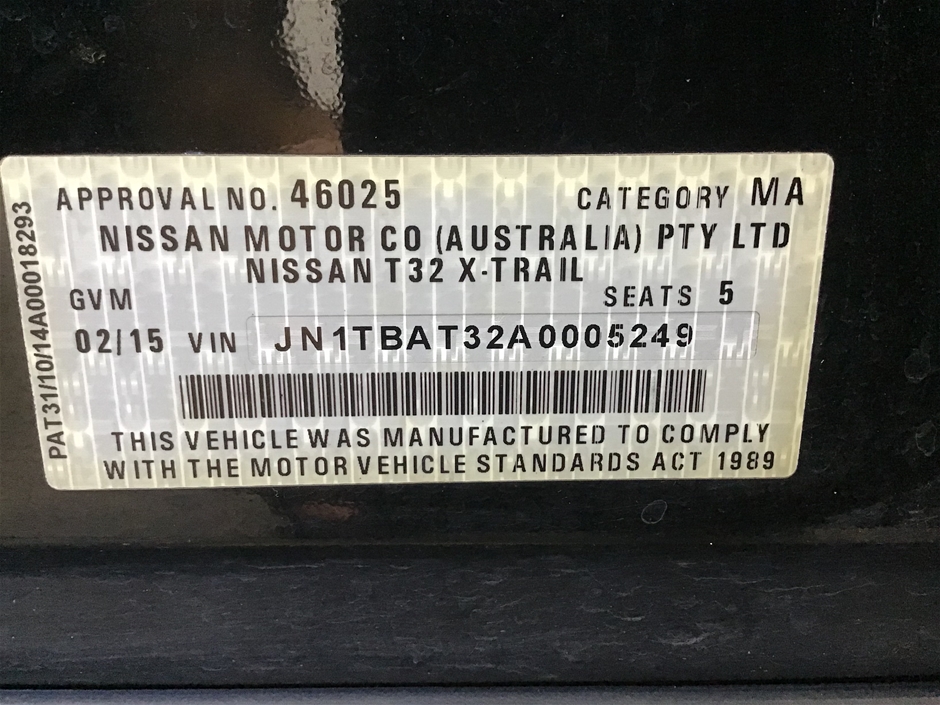 APPROVAL NO. 46025 CATEGORY MA
NISSAN MOTOR CO (AUSTRALIA) PTY LTD
NISSAN T32 X-TRAIL
GVM SEATS 5
02/15 VIN JN1TBAT32A0005249
THIS VEHICLE WAS MANUFACTURED TO COMPLY
WITH THE MOTOR VEHICLE STANDARDS ACT 1989
PAT31/10/14A00018293